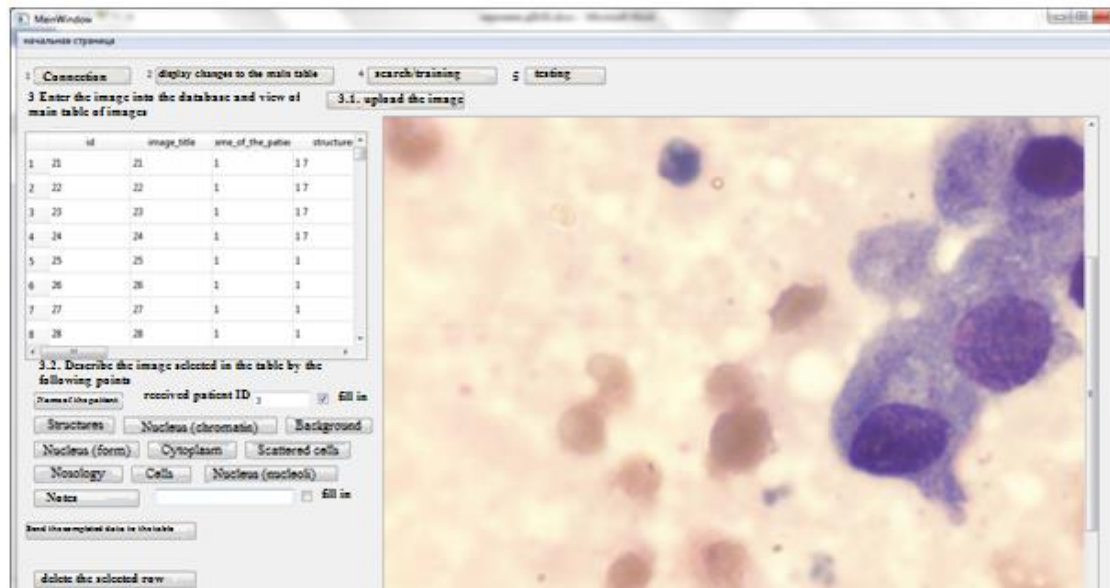 MainWindow
начальная страница
1 Connection 2 display changes to the main table 4 search/training 5 testing
3 Enter the image into the database and view of
main table of images
3.1. upload the image
id image_title ame_of_the_patie structure
1 21 21 1 1 7
2 22 22 1 1 7
3 23 23 1 1 7
4 24 24 1 1 7
5 25 25 1 1
6 26 26 1 1
7 27 27 1 1
8 28 28 1 1
3.2. Describe the image selected in the table by the
following points
Name of the patient received patient ID 3 fill in
Structures Nucleus (chromatin) Background
Nucleus (form) Cytoplasm Scattered cells
Nosology Cells Nucleus (nucleoli)
Notes fill in
Send the completed data to the table
delete the selected row